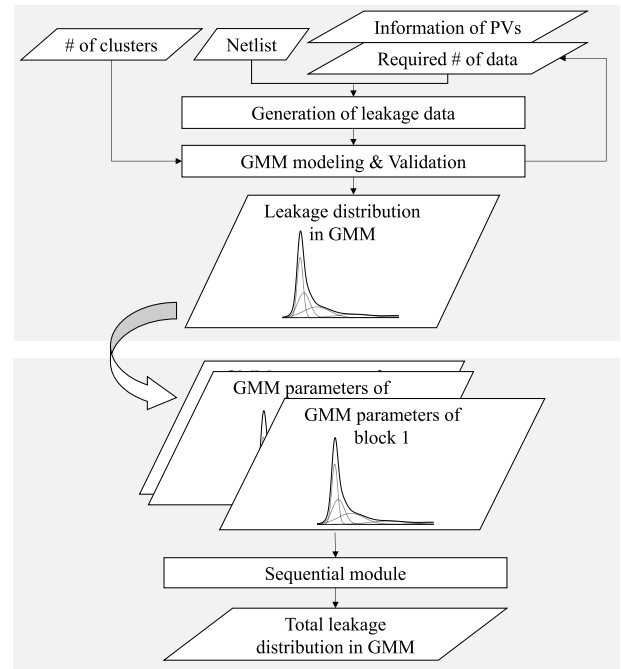 # of clusters
Netlist
Information of PVs
Required # of data
Generation of leakage data
GMM modeling & Validation
Leakage distribution
in GMM
GMM parameters of
GMM parameters of
block 1
Sequential module
Total leakage
distribution in GMM